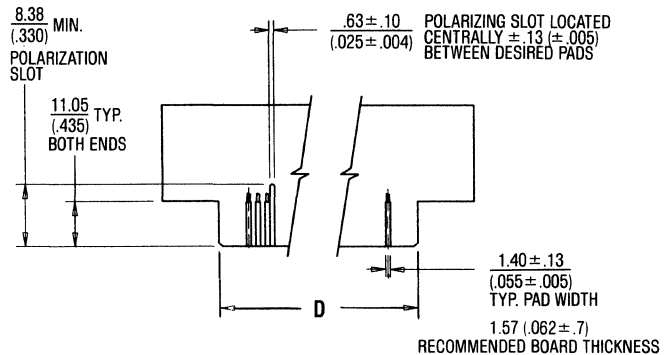 8.38
(.330) MIN.
POLARIZATION
SLOT
11.05
(.435) TYP.
BOTH ENDS
.63±.10
(.025±.004)
POLARIZING SLOT LOCATED
CENTRALLY ±.13 (±.005)
BETWEEN DESIRED PADS
D
1.40±.13
(.055±.005)
TYP. PAD WIDTH
1.57 (.062±.7)
RECOMMENDED BOARD THICKNESS